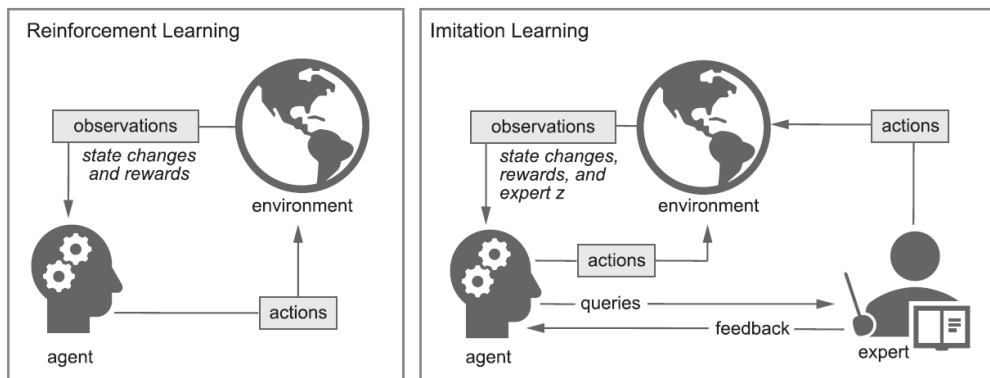 Reinforcement Learning
observations
state changes
and rewards
environment
actions
agent
Imitation Learning
observations
state changes,
rewards, and
expert z
environment
actions
actions
queries
feedback
agent
expert